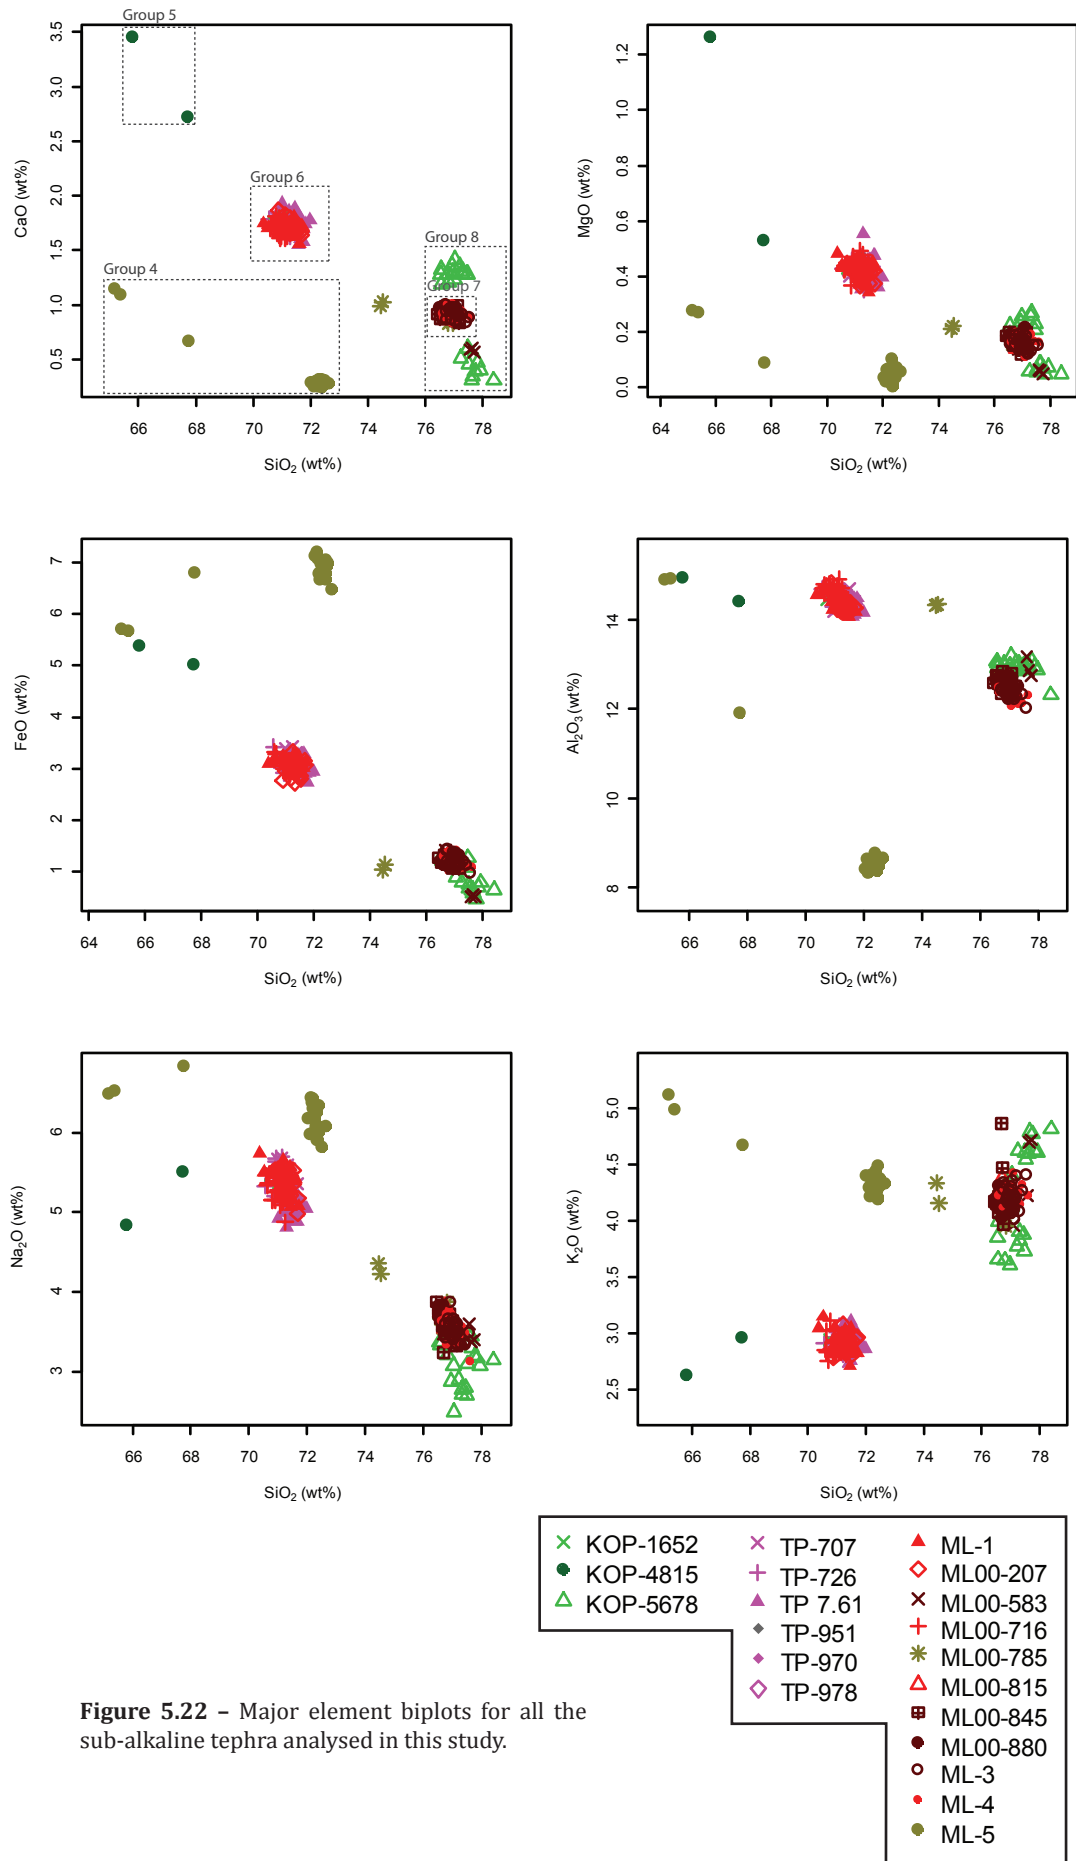 Group 5
Group 6
Group 8
Group 7
Group 4
CaO (wt%)
0.5 1.0 1.5 2.0 2.5 3.0 3.5
66 68 70 72 74 76 78
SiO₂ (wt%)
MgO (wt%)
0.0 0.2 0.4 0.6 0.8 1.0 1.2
64 66 68 70 72 74 76 78
SiO₂ (wt%)
FeO (wt%)
1 2 3 4 5 6 7
64 66 68 70 72 74 76 78
SiO₂ (wt%)
Al₂O₃ (wt%)
8 10 12 14
66 68 70 72 74 76 78
SiO₂ (wt%)
Na₂O (wt%)
3 4 5 6
66 68 70 72 74 76 78
SiO₂ (wt%)
K₂O (wt%)
2.5 3.0 3.5 4.0 4.5 5.0
66 68 70 72 74 76 78
SiO₂ (wt%)
KOP-1652
KOP-4815
KOP-5678
TP-707
TP-726
TP 7.61
TP-951
TP-970
TP-978
ML-1
ML00-207
ML00-583
ML00-716
ML00-785
ML00-815
ML00-845
ML00-880
ML-3
ML-4
ML-5
Figure 5.22 – Major element biplots for all the
sub-alkaline tephra analysed in this study.